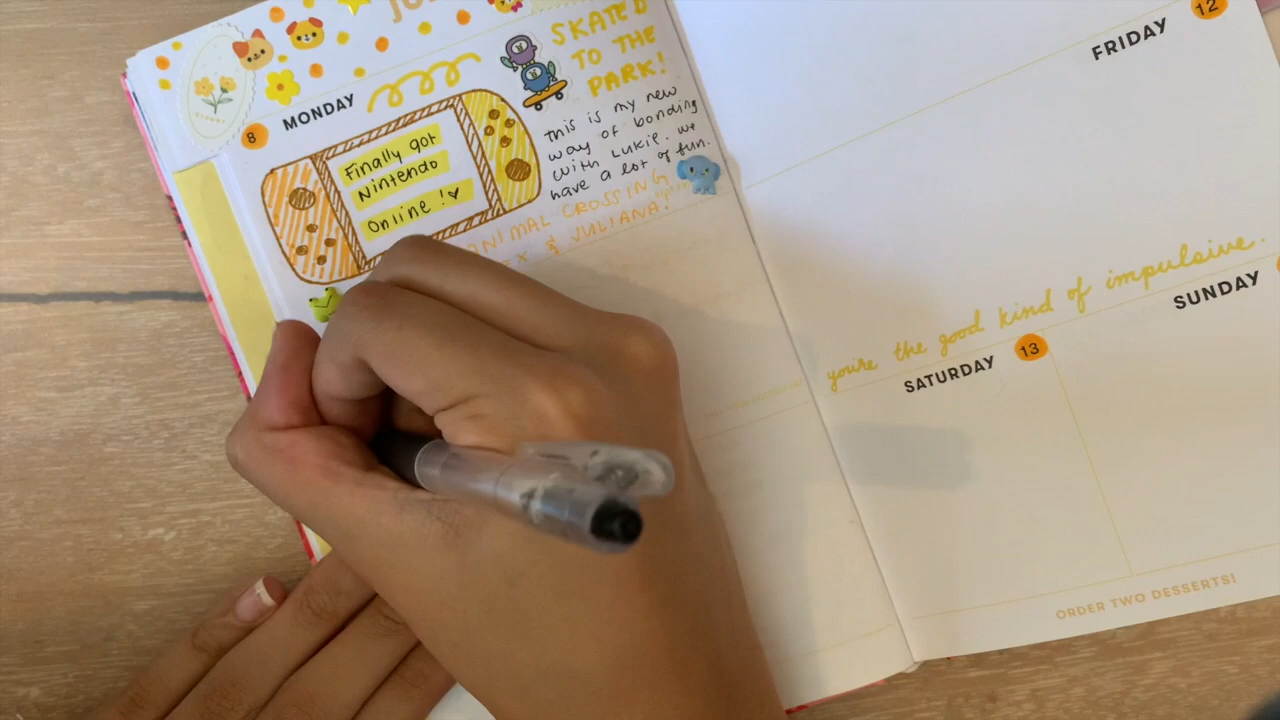 8 MONDAY
Finally got
Nintendo
Online !
SKATED
TO THE
PARK!
this is my new
way of bonding
with Lukie. we
have a lot of fun.
ANIMAL CROSSING
& JULIANA!
FRIDAY 12
you're the good kind of impulsive.
SATURDAY 13
SUNDAY
ORDER TWO DESSERTS!